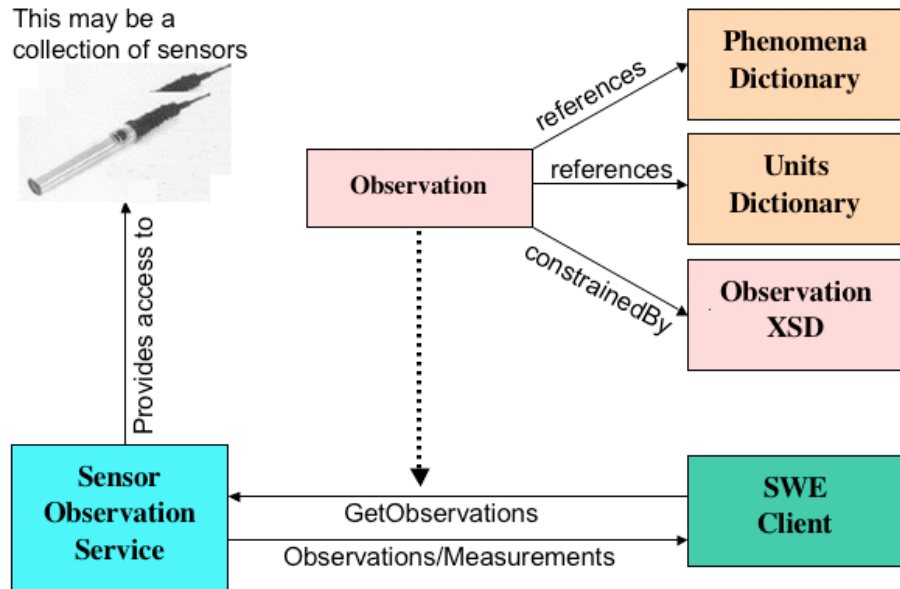 This may be a
collection of sensors
Phenomena
Dictionary
references
Observation
references
Units
Dictionary
constrainedBy
Observation
XSD
Provides access to
Sensor
Observation
Service
GetObservations
Observations/Measurements
SWE
Client